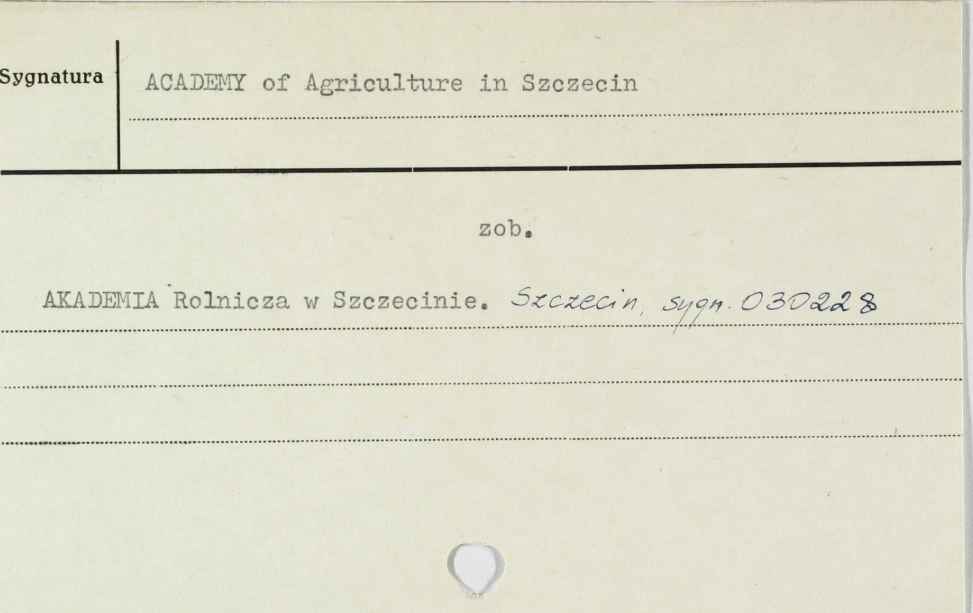 Sygnatura
ACADEMY of Agriculture in Szczecin
zob.
AKADEMIA Rolnicza w Szczecinie. Szczecin, sygn. 030228